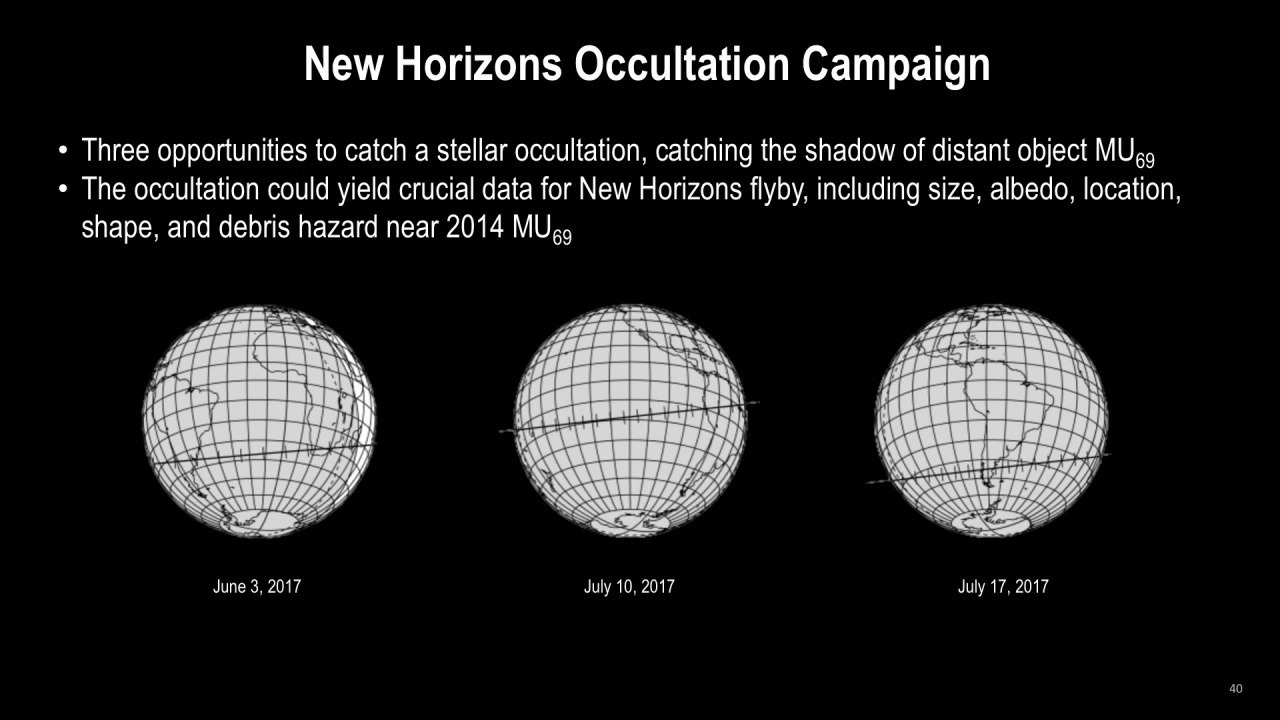 New Horizons Occultation Campaign
• Three opportunities to catch a stellar occultation, catching the shadow of distant object MU69
• The occultation could yield crucial data for New Horizons flyby, including size, albedo, location,
shape, and debris hazard near 2014 MU69
June 3, 2017
July 10, 2017
July 17, 2017
40